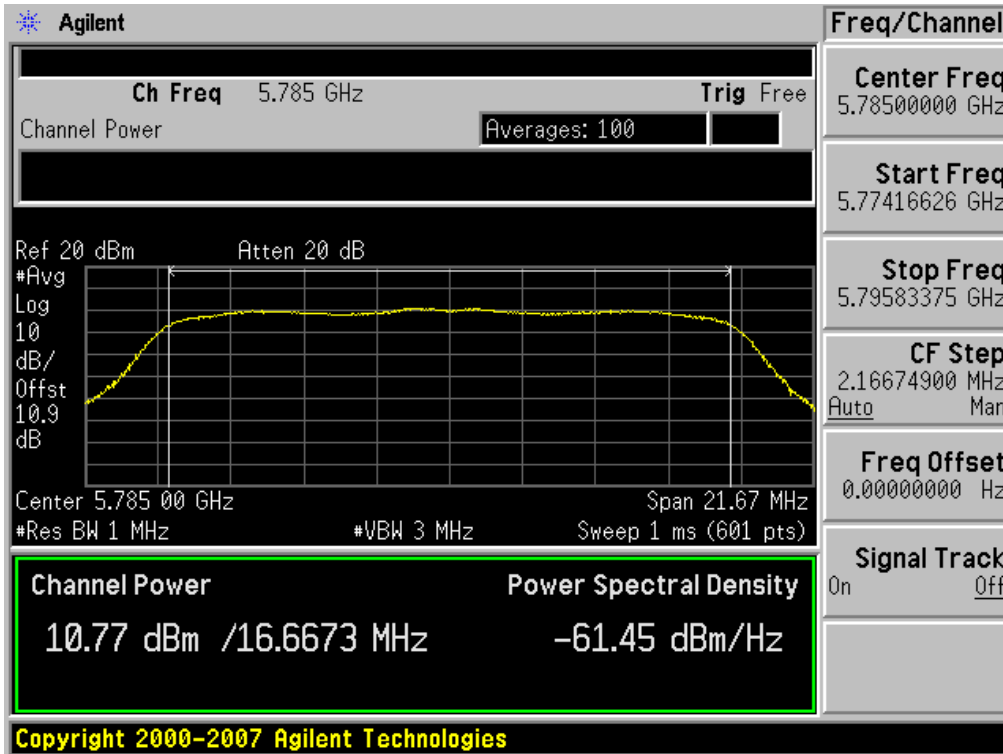 Agilent
Freq/Channel
Ch Freq 5.785 GHz Trig Free
Channel Power Averages: 100
Ref 20 dBm Atten 20 dB
#Avg
Log
10
dB/
Offst
10.9
dB
Center 5.785 00 GHz Span 21.67 MHz
#Res BW 1 MHz #VBW 3 MHz Sweep 1 ms (601 pts)
Channel Power Power Spectral Density
10.77 dBm /16.6673 MHz -61.45 dBm/Hz
Center Freq
5.78500000 GHz
Start Freq
5.77416626 GHz
Stop Freq
5.79583375 GHz
CF Step
2.16674900 MHz
Auto Man
Freq Offset
0.00000000 Hz
Signal Track
On Off
Copyright 2000-2007 Agilent Technologies